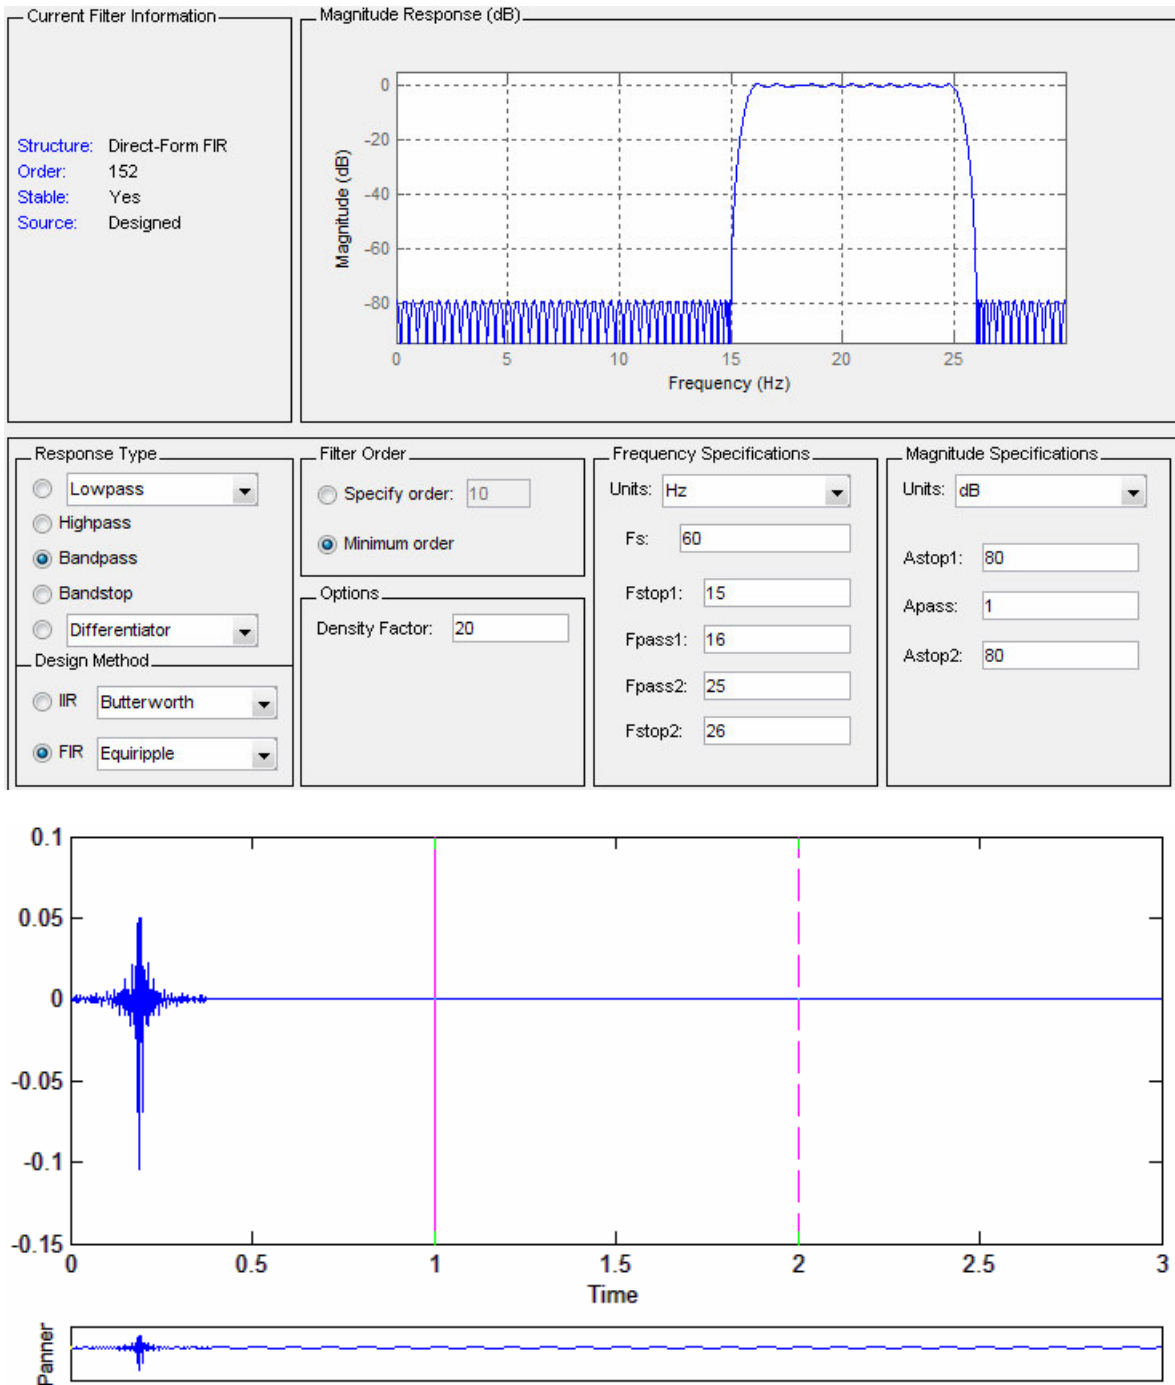 Current Filter Information
Structure: Direct-Form FIR
Order: 152
Stable: Yes
Source: Designed
Magnitude Response (dB)
0
-20
-40
-60
-80
Magnitude (dB)
0 5 10 15 20 25
Frequency (Hz)
Response Type
Lowpass
Highpass
Bandpass
Bandstop
Differentiator
Design Method
IIR Butterworth
FIR Equiripple
Filter Order
Specify order: 10
Minimum order
Options
Density Factor: 20
Frequency Specifications
Units: Hz
Fs: 60
Fstop1: 15
Fpass1: 16
Fpass2: 25
Fstop2: 26
Magnitude Specifications
Units: dB
Astop1: 80
Apass: 1
Astop2: 80
0.1
0.05
0
-0.05
-0.1
-0.15
0 0.5 1 1.5 2 2.5 3
Time
Panner